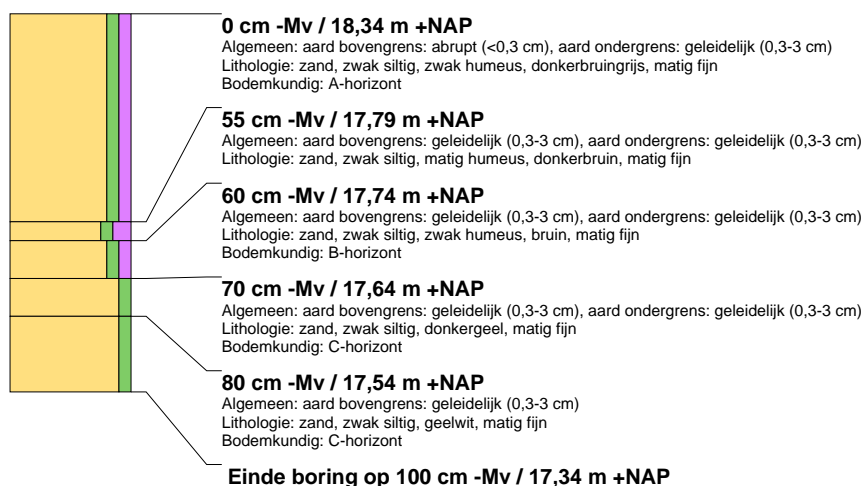 0 cm -Mv / 18,34 m +NAP
Algemeen: aard bovengrens: abrupt (<0,3 cm), aard ondergrens: geleidelijk (0,3-3 cm)
Lithologie: zand, zwak siltig, zwak humeus, donkerbruingrijs, matig fijn
Bodemkundig: A-horizont
55 cm -Mv / 17,79 m +NAP
Algemeen: aard bovengrens: geleidelijk (0,3-3 cm), aard ondergrens: geleidelijk (0,3-3 cm)
Lithologie: zand, zwak siltig, matig humeus, donkerbruin, matig fijn
60 cm -Mv / 17,74 m +NAP
Algemeen: aard bovengrens: geleidelijk (0,3-3 cm), aard ondergrens: geleidelijk (0,3-3 cm)
Lithologie: zand, zwak siltig, zwak humeus, bruin, matig fijn
Bodemkundig: B-horizont
70 cm -Mv / 17,64 m +NAP
Algemeen: aard bovengrens: geleidelijk (0,3-3 cm), aard ondergrens: geleidelijk (0,3-3 cm)
Lithologie: zand, zwak siltig, donkergeel, matig fijn
Bodemkundig: C-horizont
80 cm -Mv / 17,54 m +NAP
Algemeen: aard bovengrens: geleidelijk (0,3-3 cm)
Lithologie: zand, zwak siltig, geelwit, matig fijn
Bodemkundig: C-horizont
Einde boring op 100 cm -Mv / 17,34 m +NAP